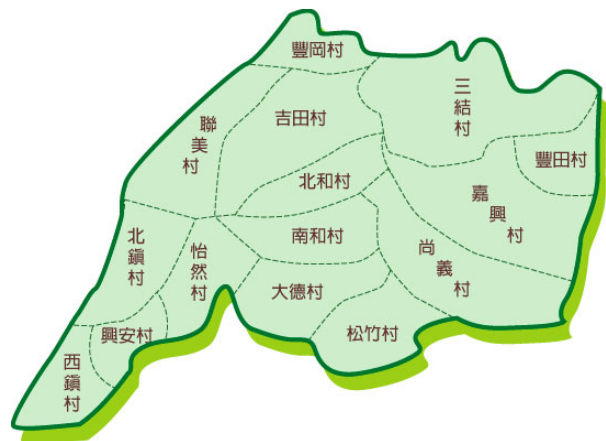 豐岡村
三結村
吉田村
聯美村
豐田村
北和村
嘉興村
南和村
北鎮村
怡然村
尚義村
大德村
興安村
松竹村
西鎮村